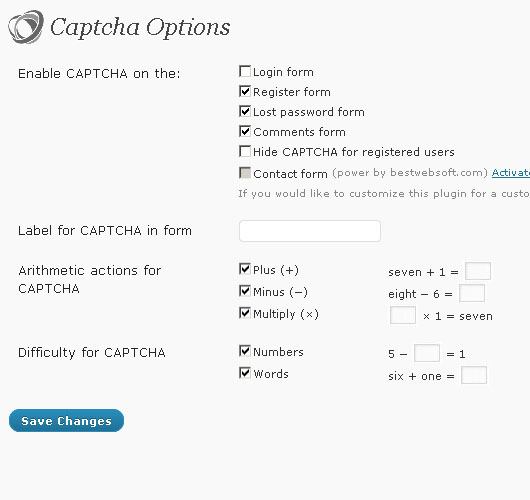 Captcha Options
Enable CAPTCHA on the:
Login form
Register form
Lost password form
Comments form
Hide CAPTCHA for registered users
Contact form (power by bestwebsoft.com) Activate
If you would like to customize this plugin for a custo
Label for CAPTCHA in form
Arithmetic actions for CAPTCHA
Plus (+) seven + 1 =
Minus (−) eight − 6 =
Multiply (×) × 1 = seven
Difficulty for CAPTCHA
Numbers 5 − = 1
Words six + one =
Save Changes